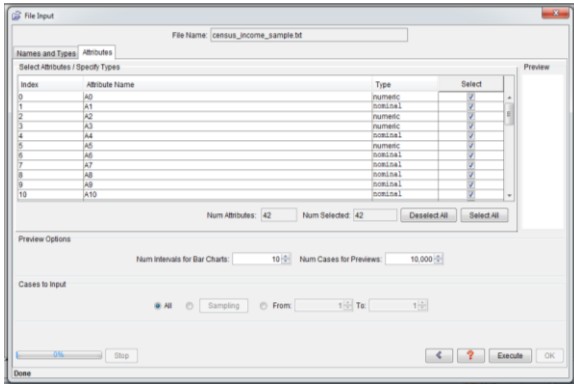 File Input
File Name: census_income_sample.txt
Names and Types Attributes
Select Attributes / Specify Types Preview
Index Attribute Name Type Select
0 A0 numeric
1 A1 nominal
2 A2 numeric
3 A3 numeric
4 A4 nominal
5 A5 numeric
6 A6 nominal
7 A7 nominal
8 A8 nominal
9 A9 nominal
10 A10 nominal
Num Attributes: 42 Num Selected: 42 Deselect All Select All
Preview Options
Num Intervals for Bar Charts: 10 Num Cases for Previews: 10,000
Cases to Input
All Sampling From: 1 To: 1
0% Stop < ? Execute OK
Done